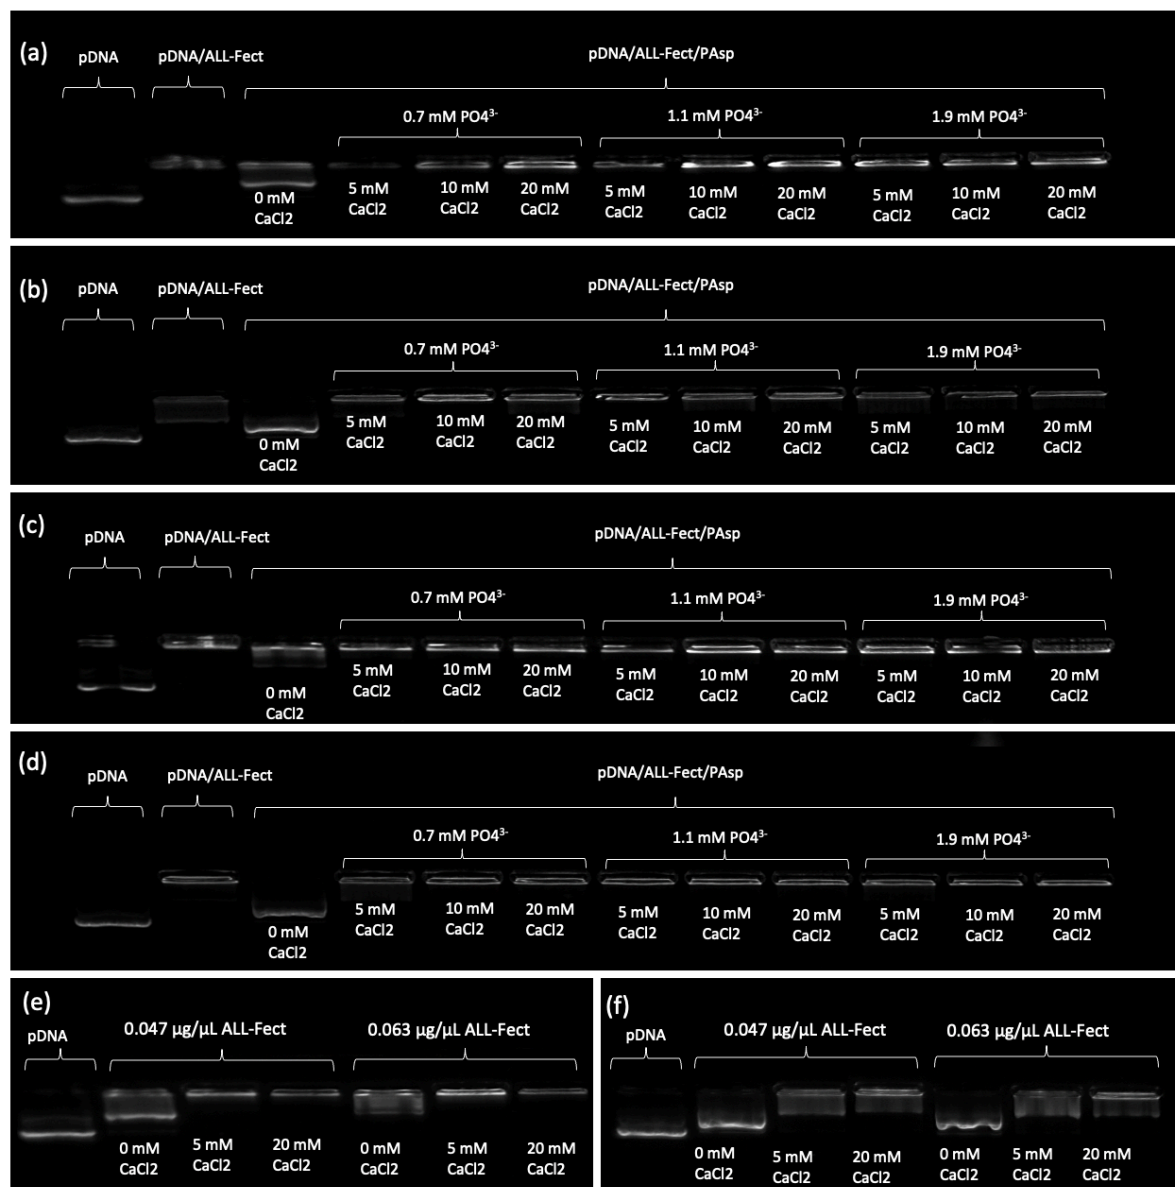 (a)
pDNA
pDNA/ALL-Fect
pDNA/ALL-Fect/PAsp
0.7 mM PO4³⁻
1.1 mM PO4³⁻
1.9 mM PO4³⁻
0 mM
CaCl2
5 mM
CaCl2
10 mM
CaCl2
20 mM
CaCl2
5 mM
CaCl2
10 mM
CaCl2
20 mM
CaCl2
5 mM
CaCl2
10 mM
CaCl2
20 mM
CaCl2
(b)
pDNA
pDNA/ALL-Fect
pDNA/ALL-Fect/PAsp
0.7 mM PO4³⁻
1.1 mM PO4³⁻
1.9 mM PO4³⁻
0 mM
CaCl2
5 mM
CaCl2
10 mM
CaCl2
20 mM
CaCl2
5 mM
CaCl2
10 mM
CaCl2
20 mM
CaCl2
5 mM
CaCl2
10 mM
CaCl2
20 mM
CaCl2
(c)
pDNA
pDNA/ALL-Fect
pDNA/ALL-Fect/PAsp
0.7 mM PO4³⁻
1.1 mM PO4³⁻
1.9 mM PO4³⁻
0 mM
CaCl2
5 mM
CaCl2
10 mM
CaCl2
20 mM
CaCl2
5 mM
CaCl2
10 mM
CaCl2
20 mM
CaCl2
5 mM
CaCl2
10 mM
CaCl2
20 mM
CaCl2
(d)
pDNA
pDNA/ALL-Fect
pDNA/ALL-Fect/PAsp
0.7 mM PO4³⁻
1.1 mM PO4³⁻
1.9 mM PO4³⁻
0 mM
CaCl2
5 mM
CaCl2
10 mM
CaCl2
20 mM
CaCl2
5 mM
CaCl2
10 mM
CaCl2
20 mM
CaCl2
5 mM
CaCl2
10 mM
CaCl2
20 mM
CaCl2
(e)
pDNA
0.047 µg/µL ALL-Fect
0.063 µg/µL ALL-Fect
0 mM
CaCl2
5 mM
CaCl2
20 mM
CaCl2
0 mM
CaCl2
5 mM
CaCl2
20 mM
CaCl2
(f)
pDNA
0.047 µg/µL ALL-Fect
0.063 µg/µL ALL-Fect
0 mM
CaCl2
5 mM
CaCl2
20 mM
CaCl2
0 mM
CaCl2
5 mM
CaCl2
20 mM
CaCl2